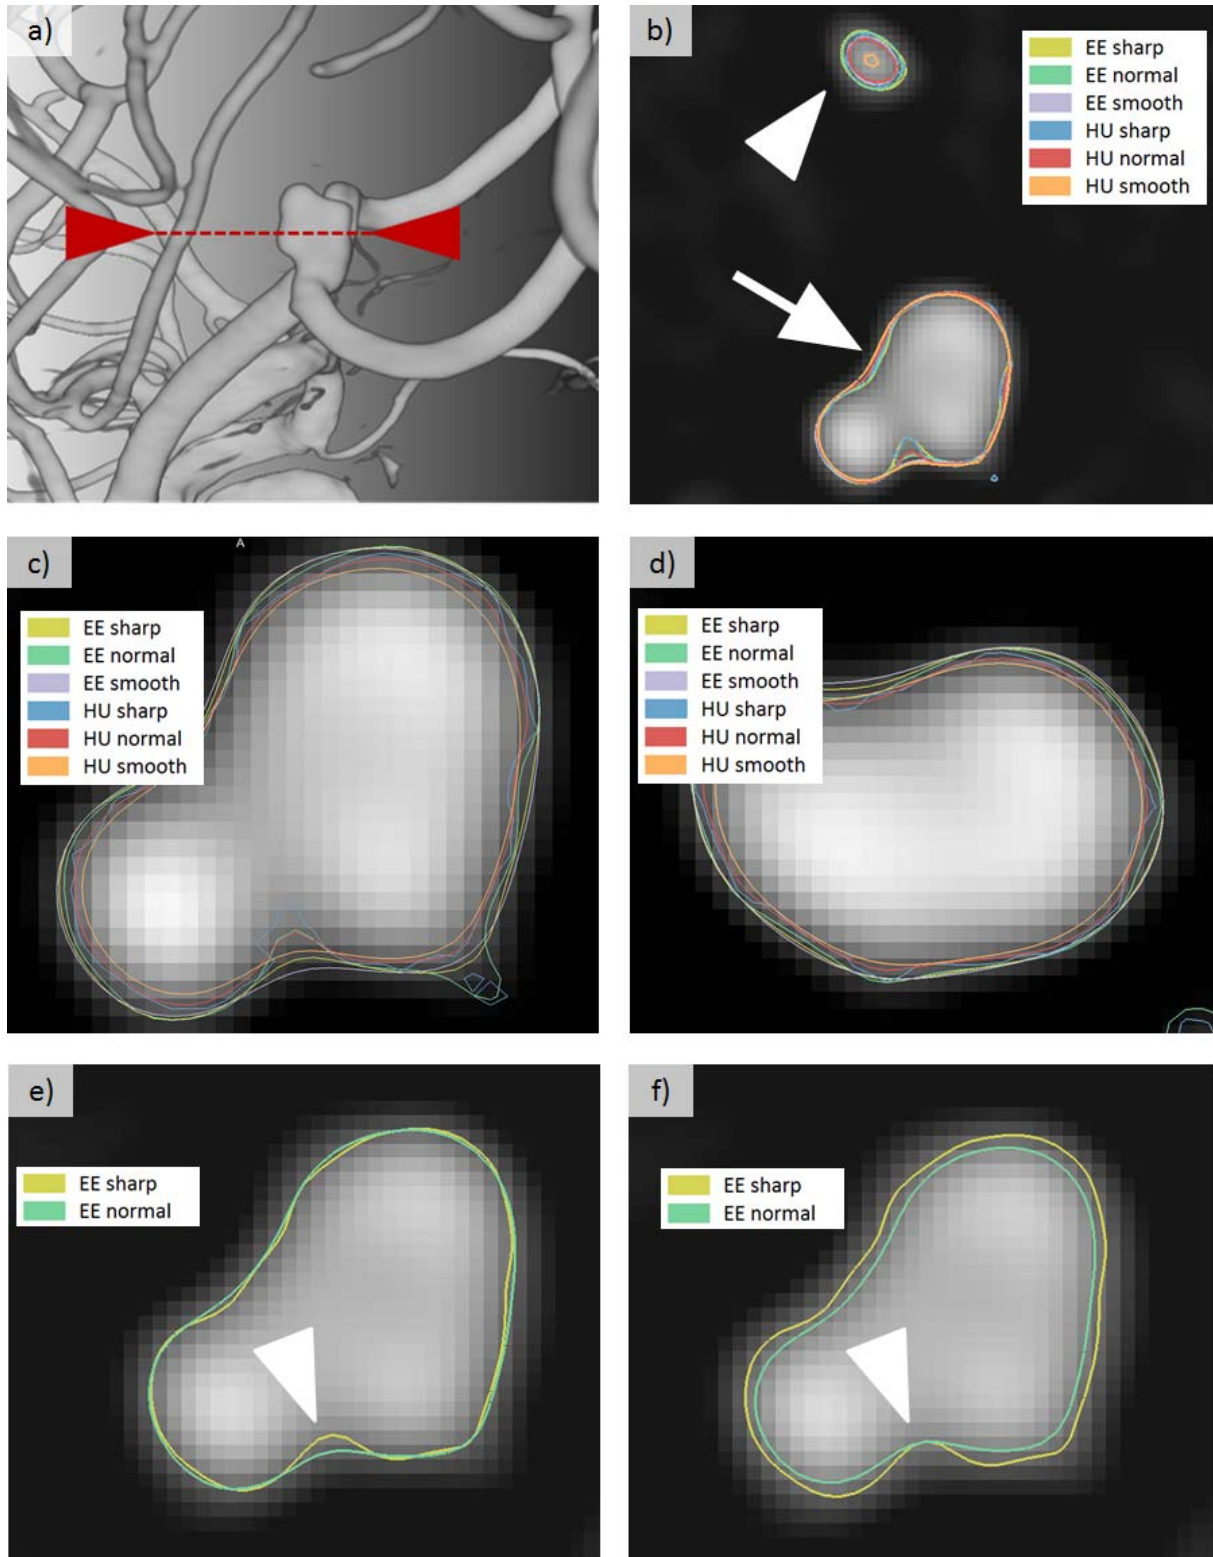 a)
b)
EE sharp
EE normal
EE smooth
HU sharp
HU normal
HU smooth
c)
A
EE sharp
EE normal
EE smooth
HU sharp
HU normal
HU smooth
d)
EE sharp
EE normal
EE smooth
HU sharp
HU normal
HU smooth
e)
EE sharp
EE normal
f)
EE sharp
EE normal